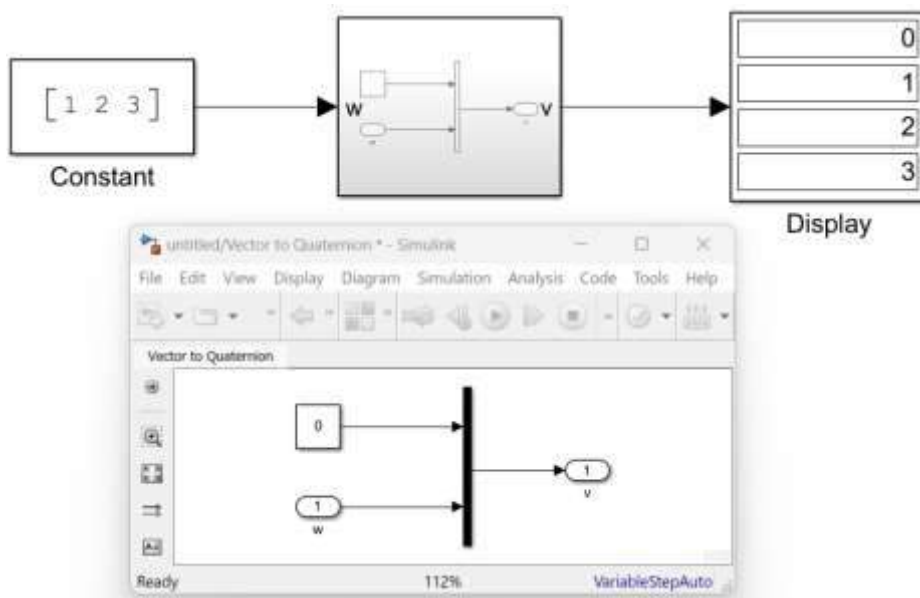 [1 2 3]
Constant
W
V
0
1
2
3
Display
untitled/Vector to Quaternion * - Simulink
File Edit View Display Diagram Simulation Analysis Code Tools Help
Vector to Quaternion
0
1
w
1
v
Ready 112% VariableStepAuto